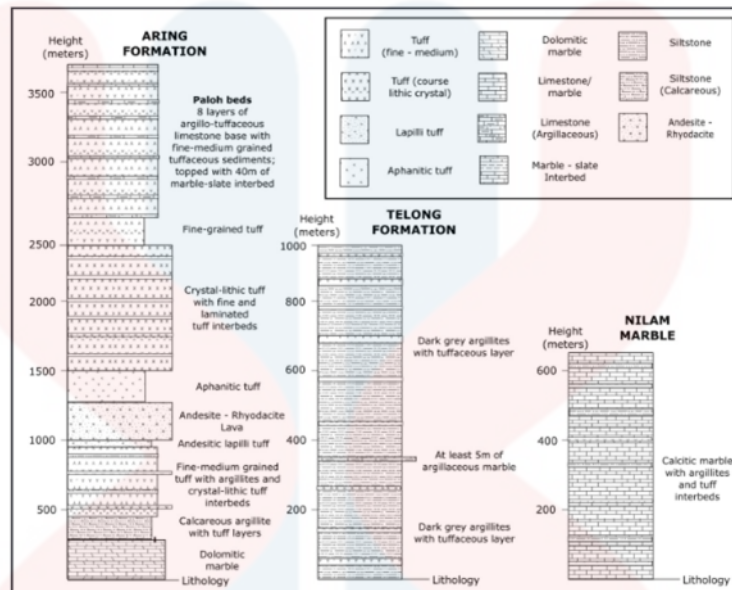 ARING
FORMATION
Height
(meters)
3500
3000
2500
2000
1500
1000
500
Paloh beds
8 layers of
argillo-tuffaceous
limestone base with
fine-medium grained
tuffaceous sediments;
topped with 40m of
marble-slate interbed
Fine-grained tuff
Crystal-lithic tuff
with fine and
laminated
tuff interbeds
Aphanitic tuff
Andesite - Rhyodacite
Lava
Andesitic lapilli tuff
Fine-medium grained
tuff with argillites and
crystal-lithic tuff
interbeds
Calcareous argillite
with tuff layers
Dolomitic
marble
Lithology
Tuff
(fine - medium)
Tuff (course
lithic crystal)
Lapilli tuff
Aphanitic tuff
Dolomitic
marble
Limestone/
marble
Limestone
(Argillaceous)
Marble - slate
Interbed
Siltstone
Siltstone
(Calcareous)
Andesite -
Rhyodacite
TELONG
FORMATION
Height
(meters)
1000
800
600
400
200
Dark grey argillites
with tuffaceous layer
At least 5m of
argillaceous marble
Dark grey argillites
with tuffaceous layer
Lithology
NILAM
MARBLE
Height
(meters)
600
400
200
Calcitic marble
with argillites
and tuff
interbeds
Lithology